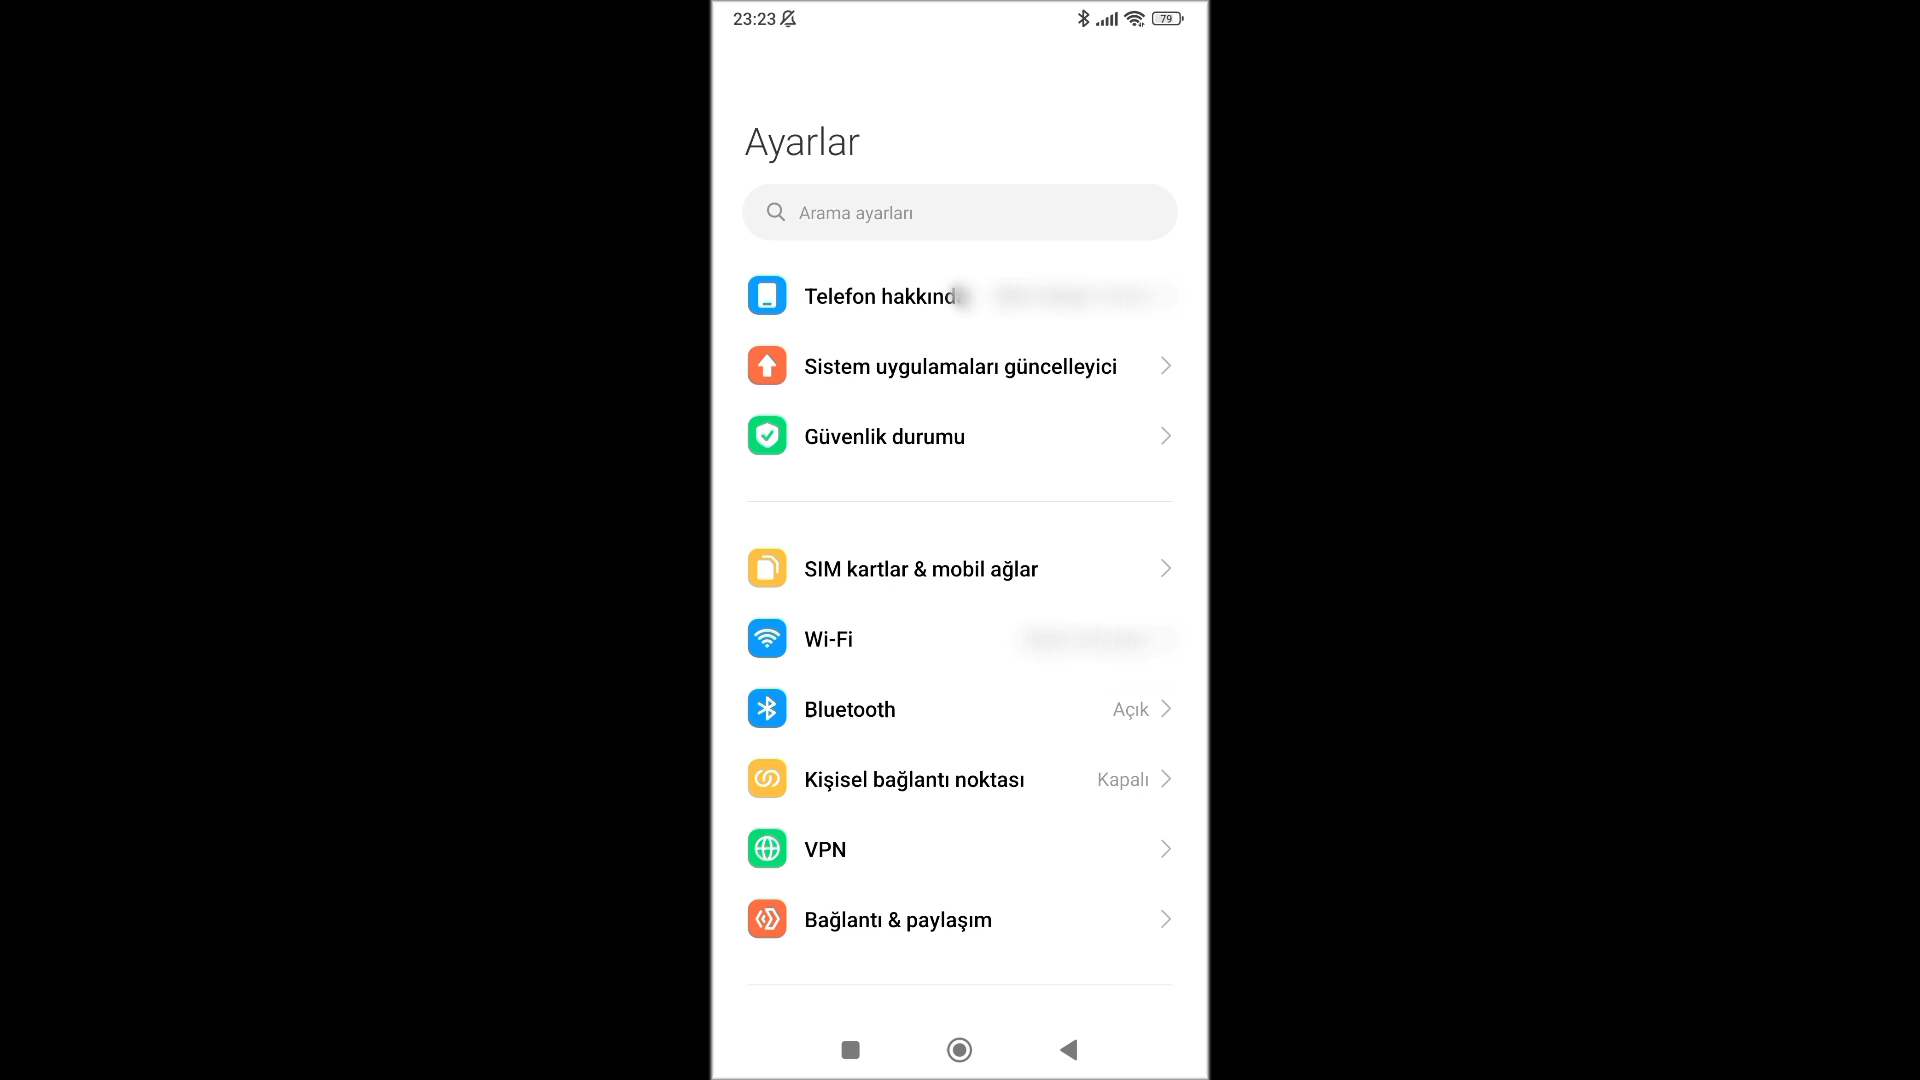 23:23
79
Ayarlar
Arama ayarları
Telefon hakkında
Sistem uygulamaları güncelleyici
Güvenlik durumu
SIM kartlar & mobil ağlar
Wi-Fi
Bluetooth Açık
Kişisel bağlantı noktası Kapalı
VPN
Bağlantı & paylaşım